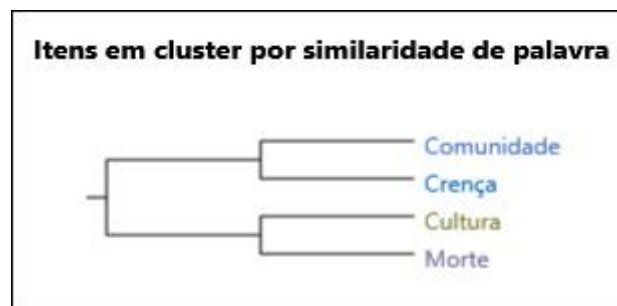 Itens em cluster por similaridade de palavra
Comunidade
Crença
Cultura
Morte